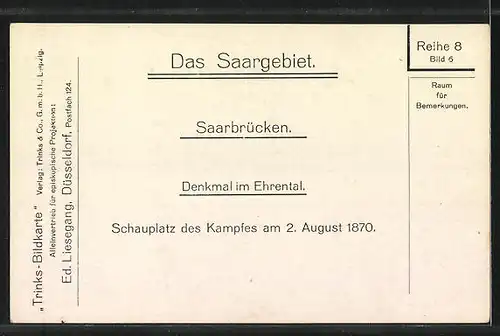 Das Saargebiet.
Saarbrücken.
Denkmal im Ehrental.
Schauplatz des Kampfes am 2. August 1870.
Reihe 8
Bild 6
Raum
für
Bemerkungen.
„Trinks-Bildkarte“ Verlag: Trinks & Co., G. m. b. H., Leipzig.
Alleinvertrieb für episkopische Projektion:
Ed. Liesegang, Düsseldorf, Postfach 124.